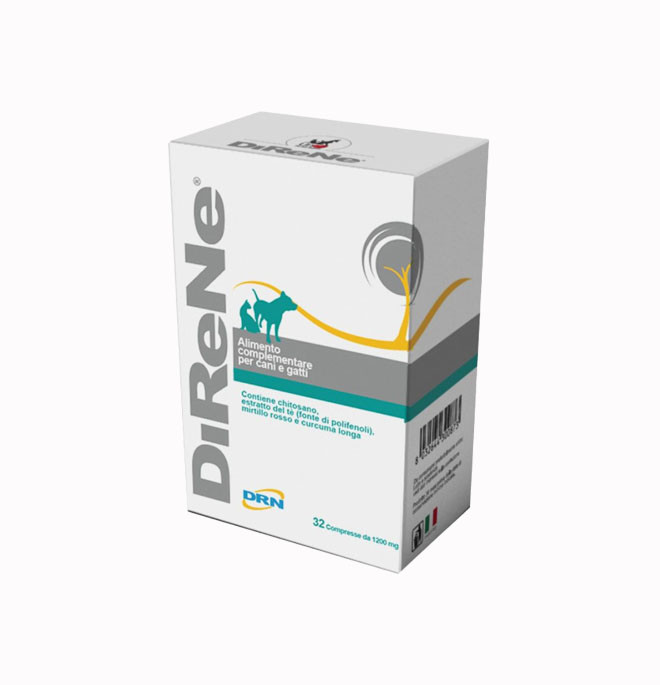 DiReNe®
DiReNe®
Alimento
complementare
per cani e gatti
Contiene chitosano,
estratto del tè (fonte di polifenoli),
mirtillo rosso e curcuma longa
DRN
32 Compresse da 1200 mg